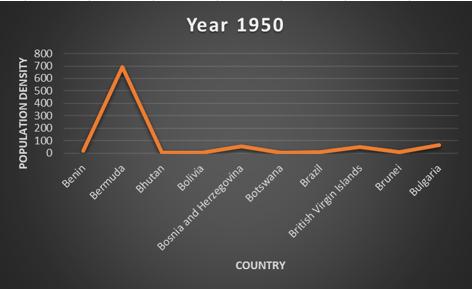 Year 1950
POPULATION DENSITY
800
700
600
500
400
300
200
100
0
Benin
Bermuda
Bhutan
Bolivia
Bosnia and Herzegovina
Botswana
Brazil
British Virgin Islands
Brunei
Bulgaria
COUNTRY